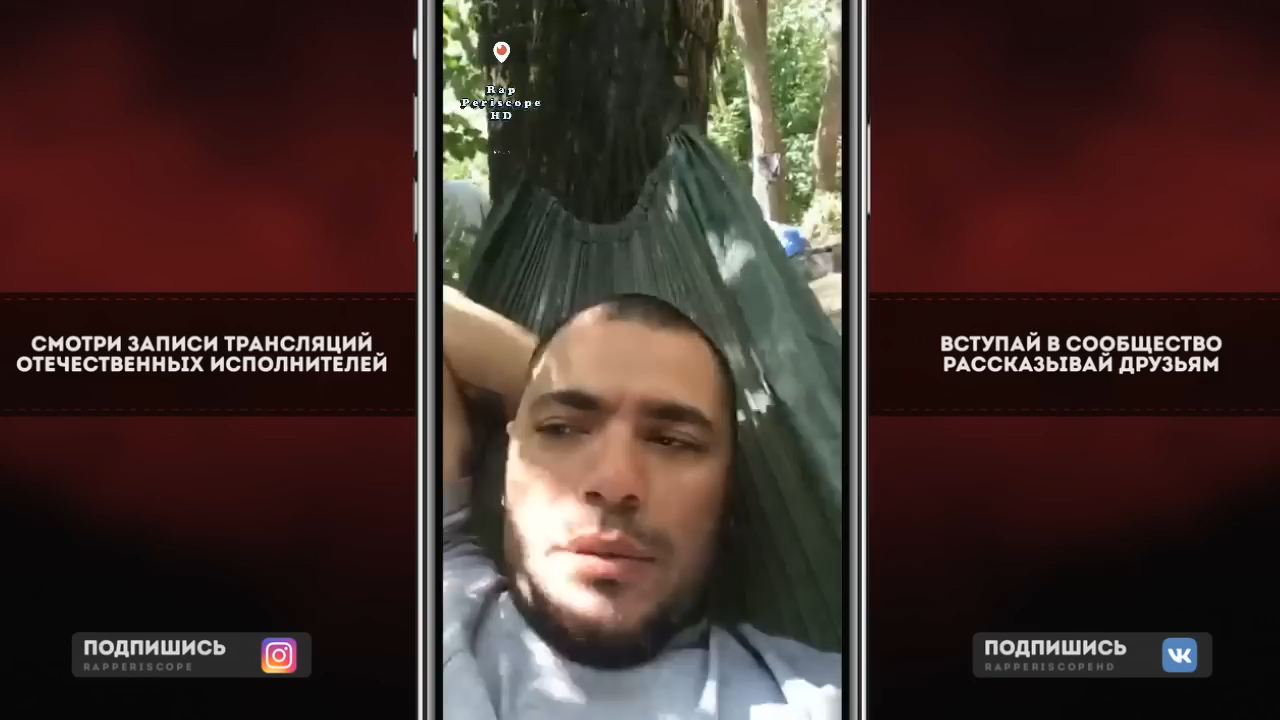 Rap
Periscope
HD
СМОТРИ ЗАПИСИ ТРАНСЛЯЦИЙ
ОТЕЧЕСТВЕННЫХ ИСПОЛНИТЕЛЕЙ
ВСТУПАЙ В СООБЩЕСТВО
РАССКАЗЫВАЙ ДРУЗЬЯМ
ПОДПИШИСЬ
RAPPERISCOPE
ПОДПИШИСЬ
RAPPERISCOPEHD